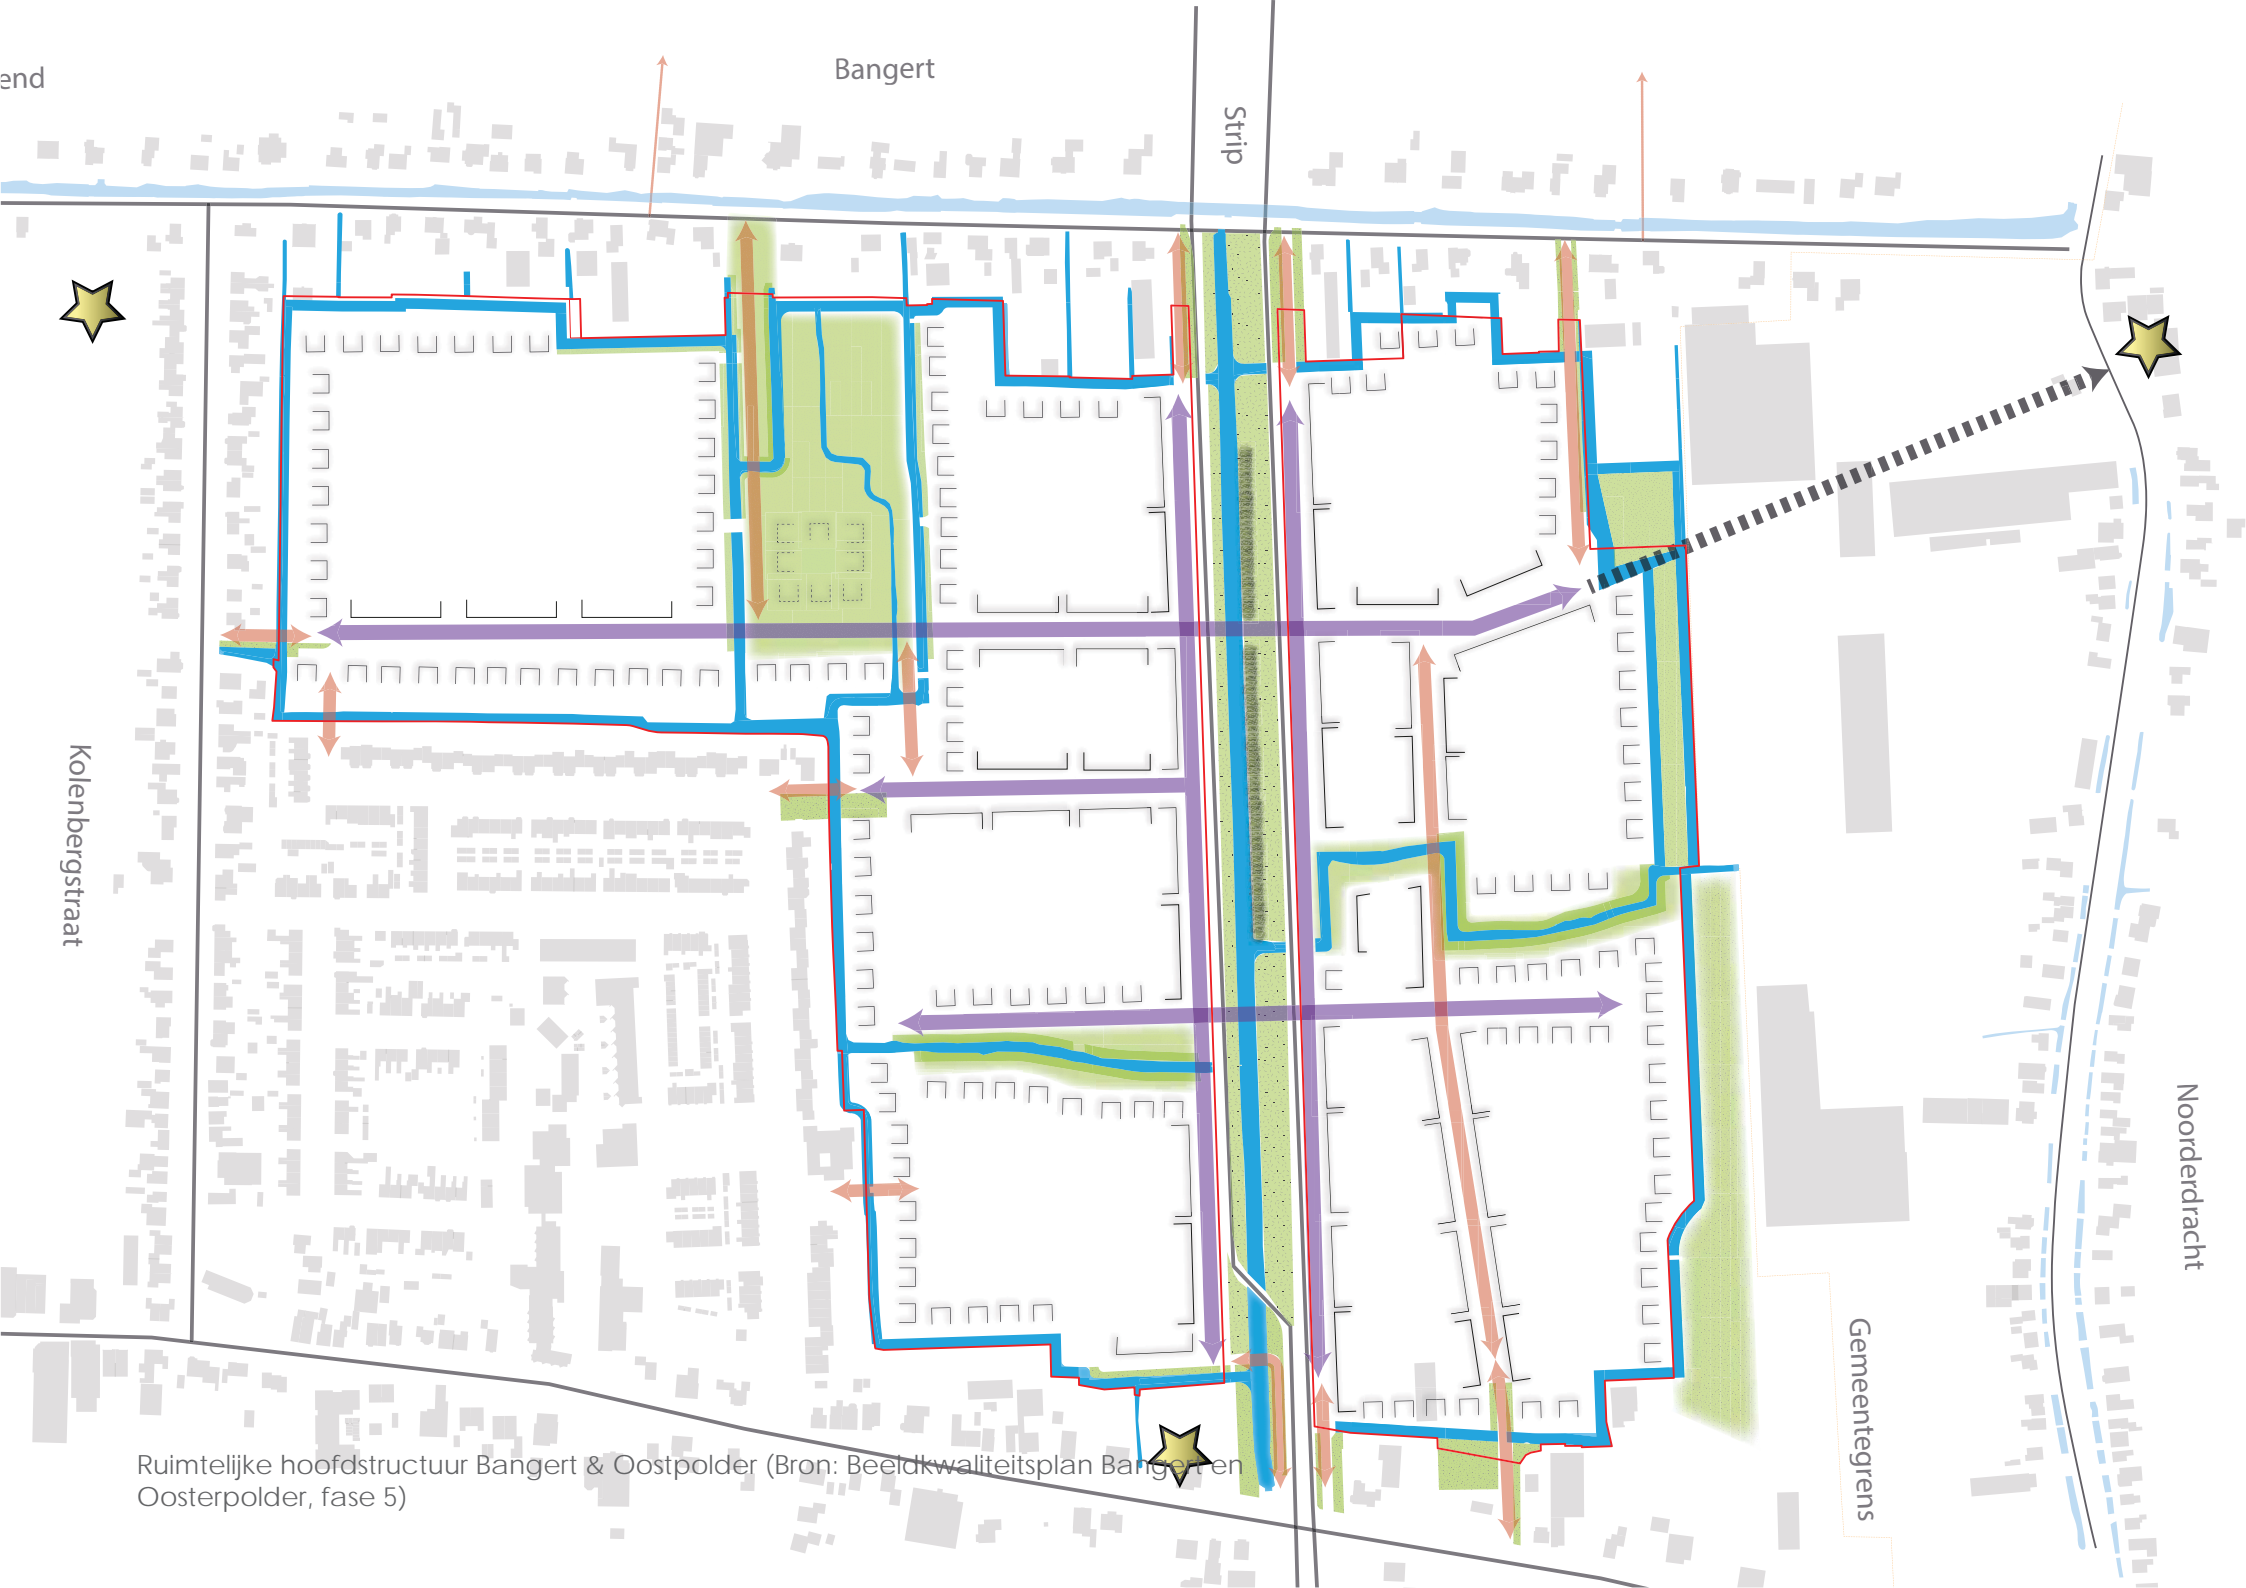 end
Bangert
Strip
Kolenbergstraat
Noorderdracht
Gemeentegrens
Ruimtelijke hoofdstructuur Bangert & Oostpolder (Bron: Beeldkwaliteitsplan Bangert en
Oosterpolder, fase 5)